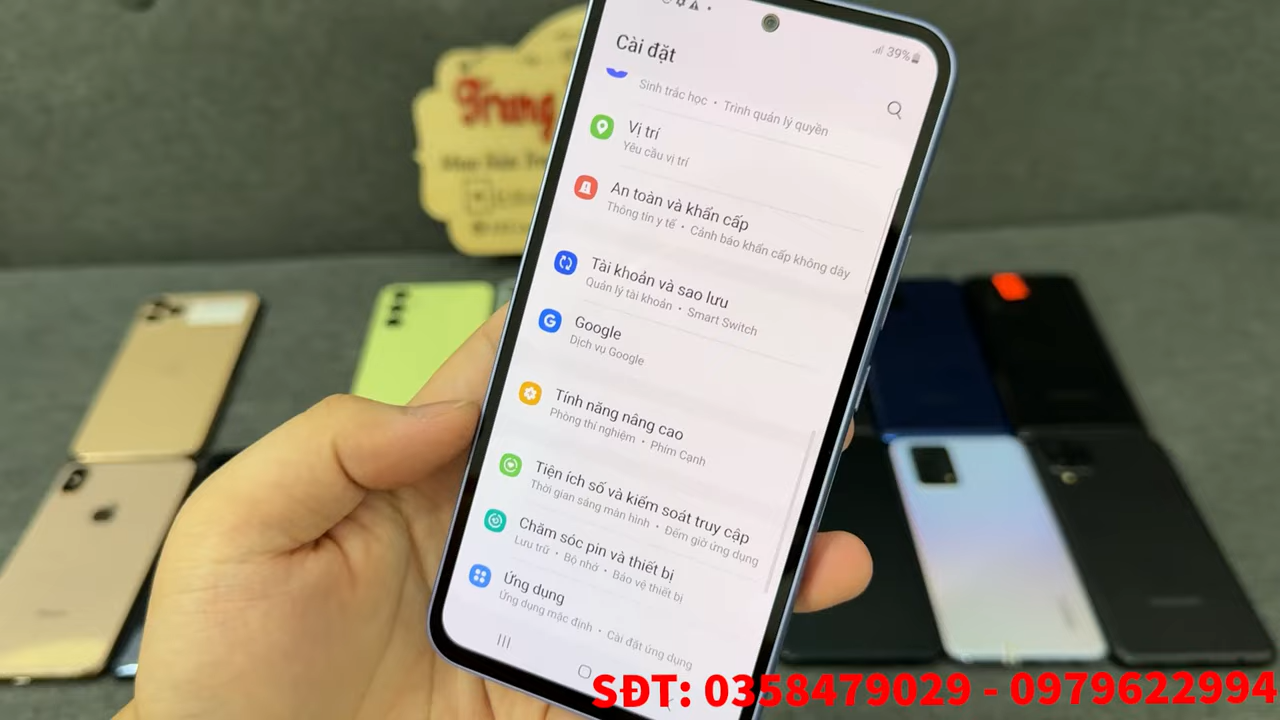 Trang
39%
Cài đặt
Sinh trắc học • Trình quản lý quyền
Vị trí
Yêu cầu vị trí
An toàn và khẩn cấp
Thông tin y tế • Cảnh báo khẩn cấp không dây
Tài khoản và sao lưu
Quản lý tài khoản • Smart Switch
Google
Dịch vụ Google
Tính năng nâng cao
Phòng thí nghiệm • Phím Cạnh
Tiện ích số và kiểm soát truy cập
Thời gian sáng màn hình • Đếm giờ ứng dụng
Chăm sóc pin và thiết bị
Lưu trữ • Bộ nhớ • Bảo vệ thiết bị
Ứng dụng
Ứng dụng mặc định • Cài đặt ứng dụng
SĐT: 0358479029 - 0979622994